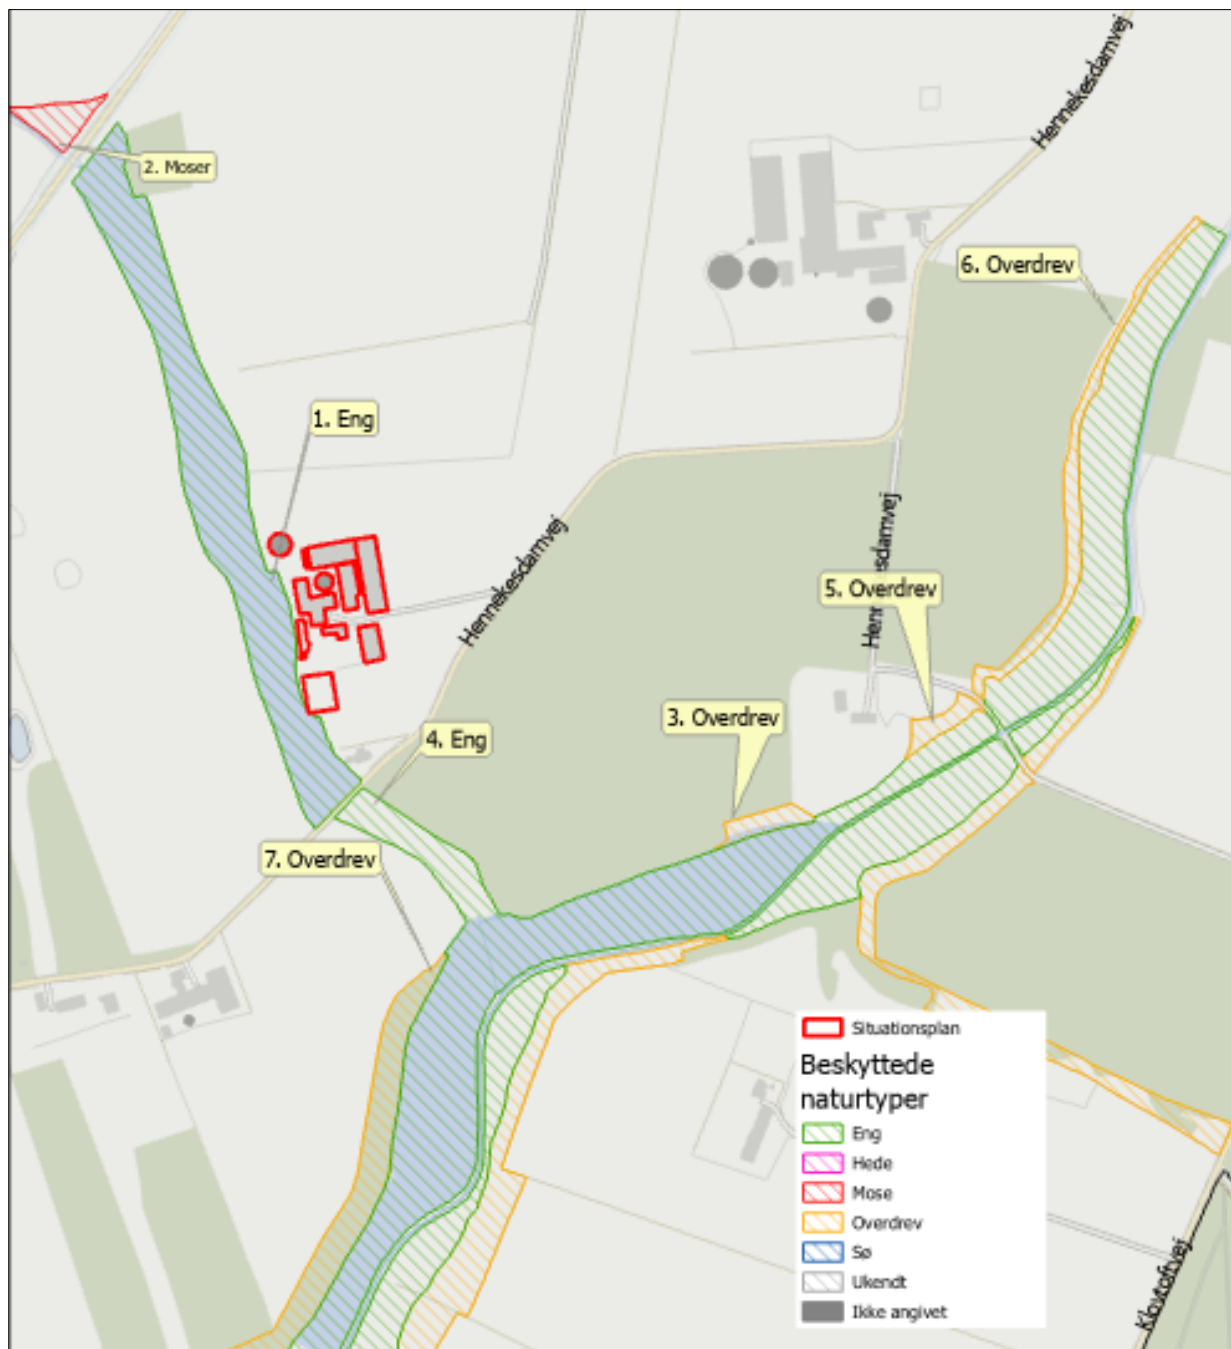 Hennekesdamvej
2. Moser
6. Overdrev
1. Eng
Hennekesdamvej
Hennekesdamvej
5. Overdrev
3. Overdrev
4. Eng
7. Overdrev
Situationsplan
Beskyttede
naturtyper
Eng
Hede
Mose
Overdrev
Sø
Ukendt
Ikke angivet
Klovtoftvej